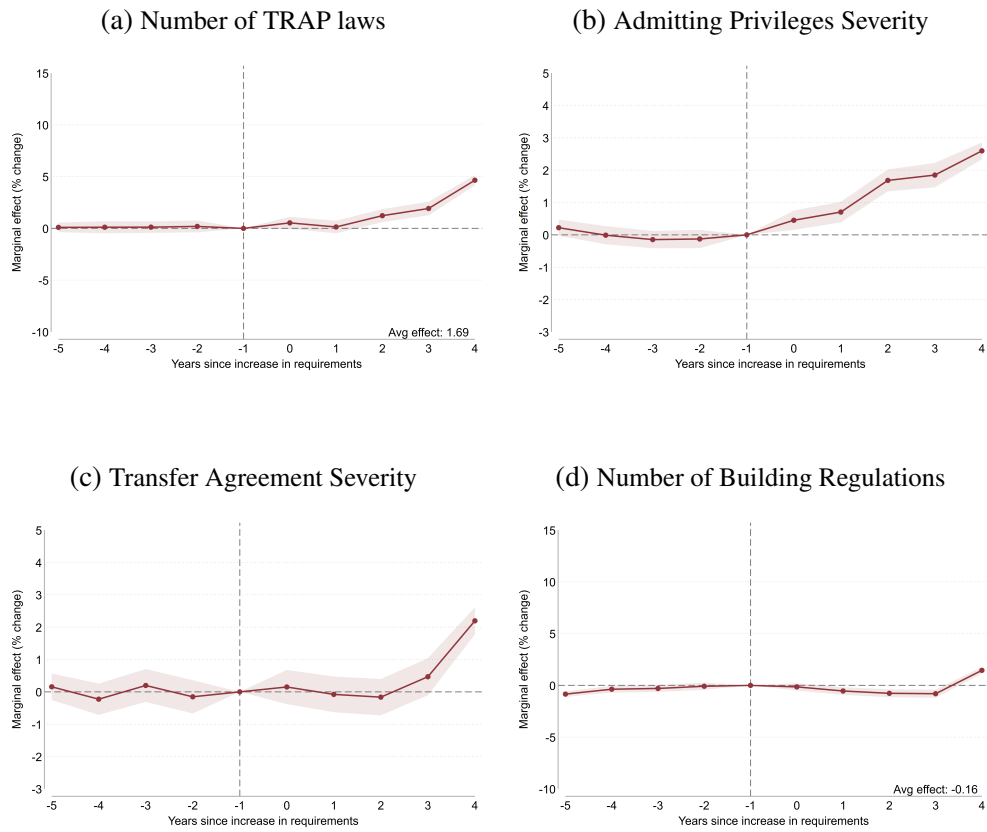 (a) Number of TRAP laws
Marginal effect (% change)
15
10
5
0
-5
-10
Avg effect: 1.69
-5 -4 -3 -2 -1 0 1 2 3 4
Years since increase in requirements
(b) Admitting Privileges Severity
Marginal effect (% change)
5
4
3
2
1
0
-1
-2
-3
-5 -4 -3 -2 -1 0 1 2 3 4
Years since increase in requirements
(c) Transfer Agreement Severity
Marginal effect (% change)
5
4
3
2
1
0
-1
-2
-3
-5 -4 -3 -2 -1 0 1 2 3 4
Years since increase in requirements
(d) Number of Building Regulations
Marginal effect (% change)
15
10
5
0
-5
-10
Avg effect: -0.16
-5 -4 -3 -2 -1 0 1 2 3 4
Years since increase in requirements